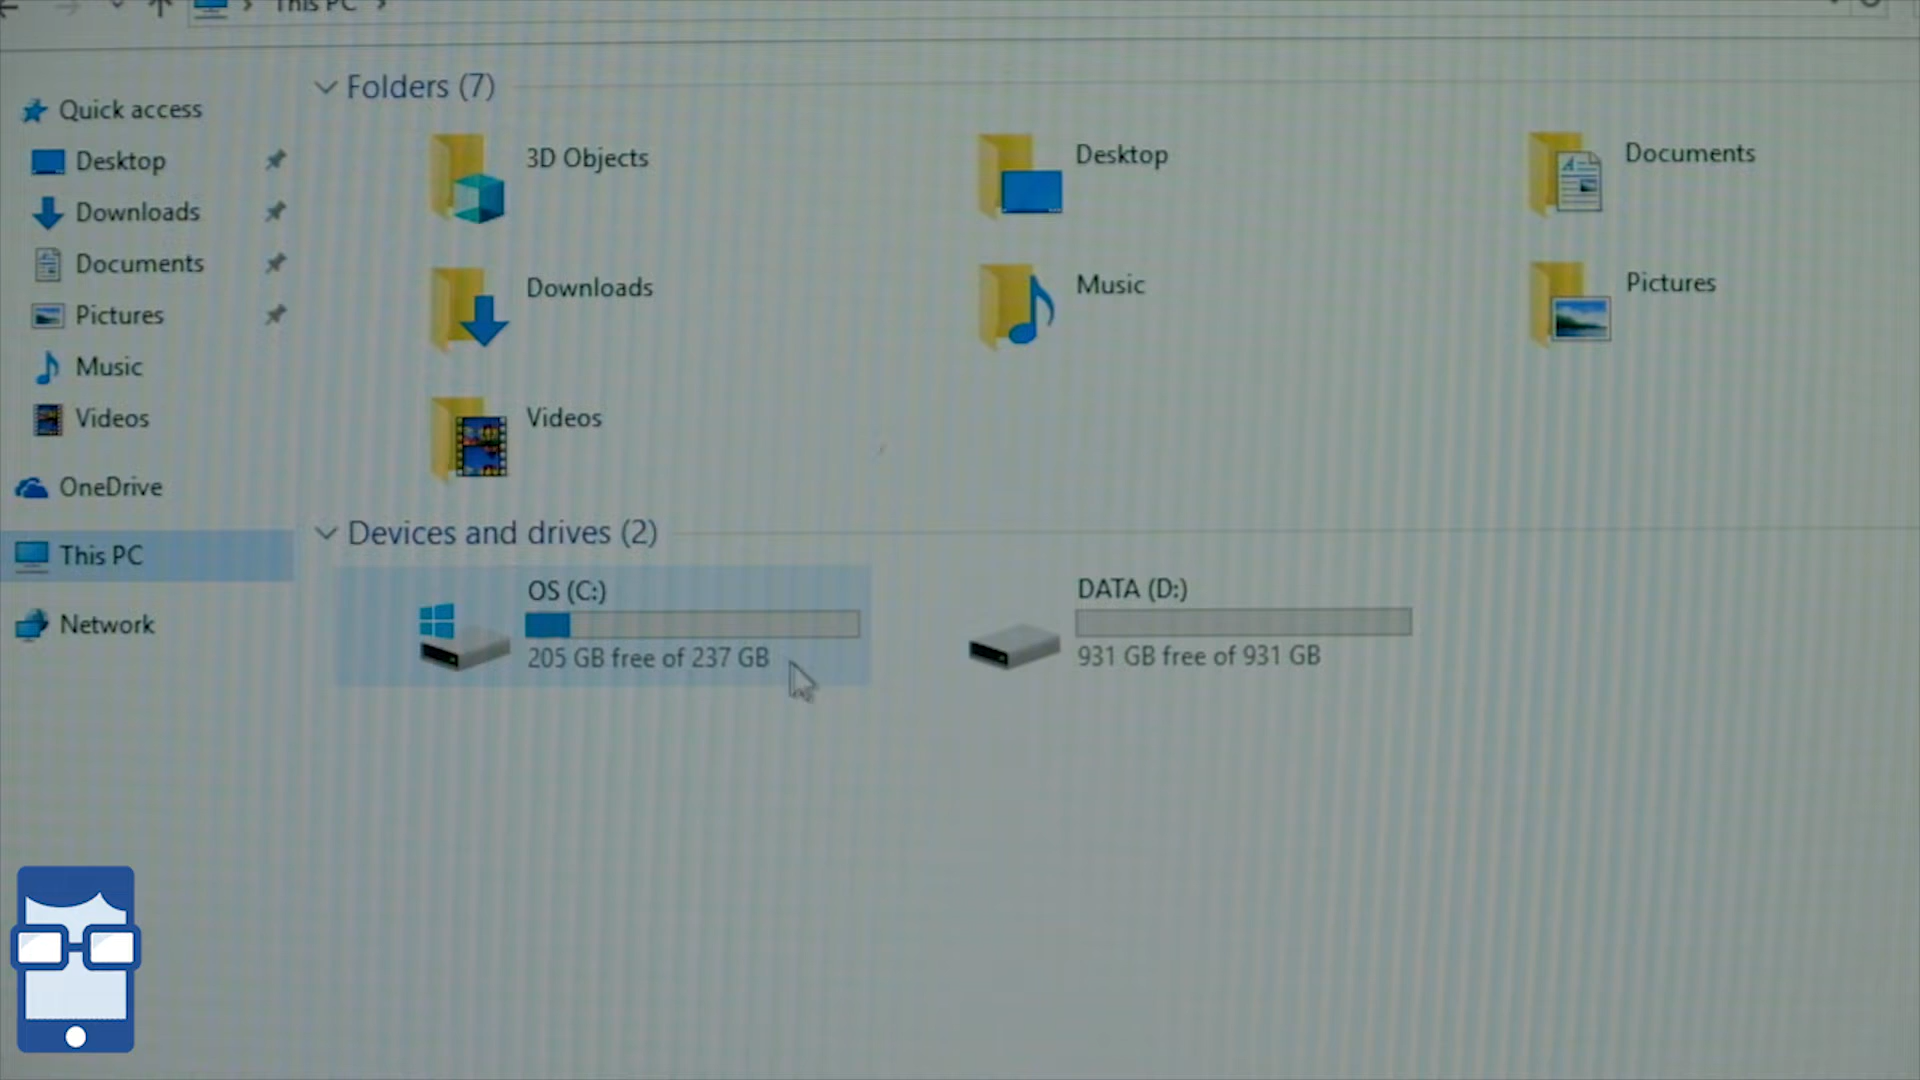 This PC
Quick access
Desktop
Downloads
Documents
Pictures
Music
Videos
OneDrive
This PC
Network
Folders (7)
3D Objects
Desktop
Documents
Downloads
Music
Pictures
Videos
Devices and drives (2)
OS (C:)
205 GB free of 237 GB
DATA (D:)
931 GB free of 931 GB